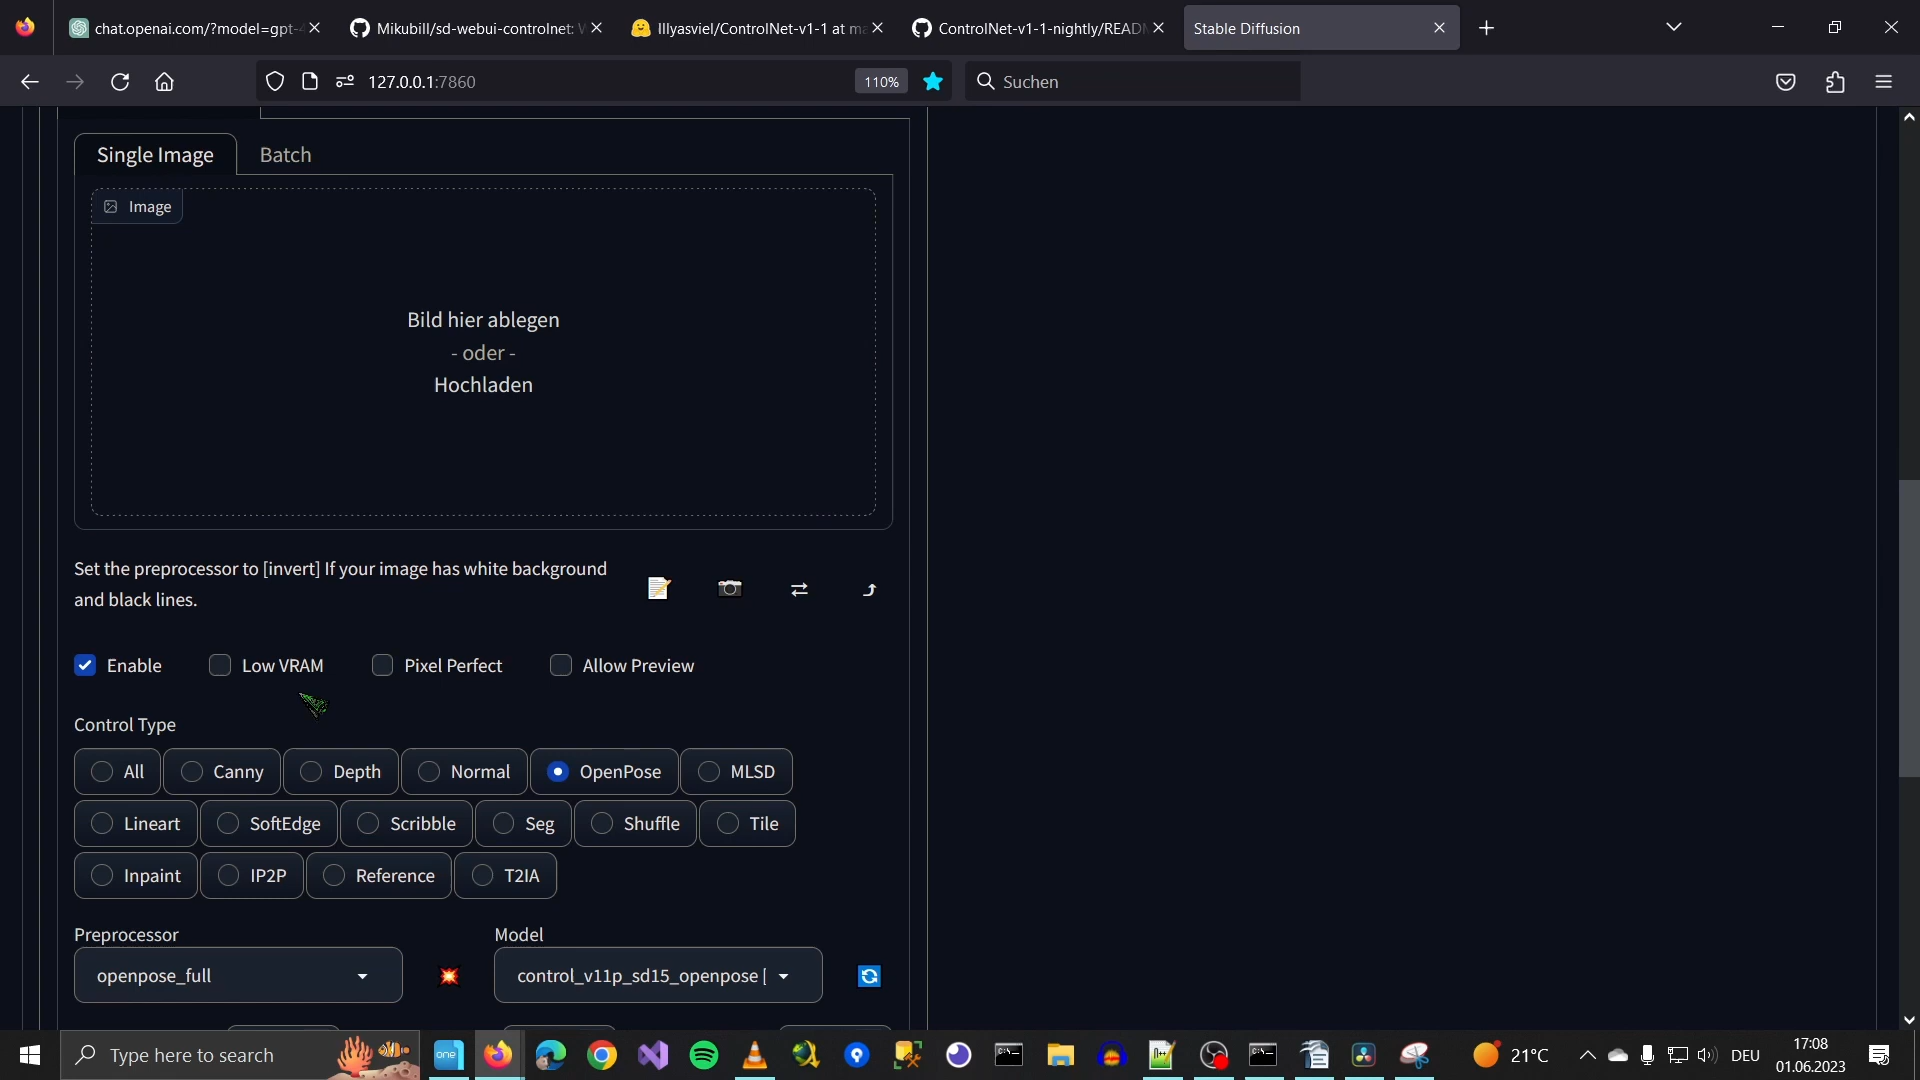 chat.openai.com/?model=gpt-4
Mikubill/sd-webui-controlnet: W
lllyasviel/ControlNet-v1-1 at ma
ControlNet-v1-1-nightly/READM
Stable Diffusion
127.0.0.1:7860
110%
Suchen
Single Image
Batch
Image
Bild hier ablegen
- oder -
Hochladen
Set the preprocessor to [invert] If your image has white background
and black lines.
Enable
Low VRAM
Pixel Perfect
Allow Preview
Control Type
All
Canny
Depth
Normal
OpenPose
MLSD
Lineart
SoftEdge
Scribble
Seg
Shuffle
Tile
Inpaint
IP2P
Reference
T2IA
Preprocessor
Model
openpose_full
control_v11p_sd15_openpose [
Type here to search
one
21°C
DEU
17:08
01.06.2023